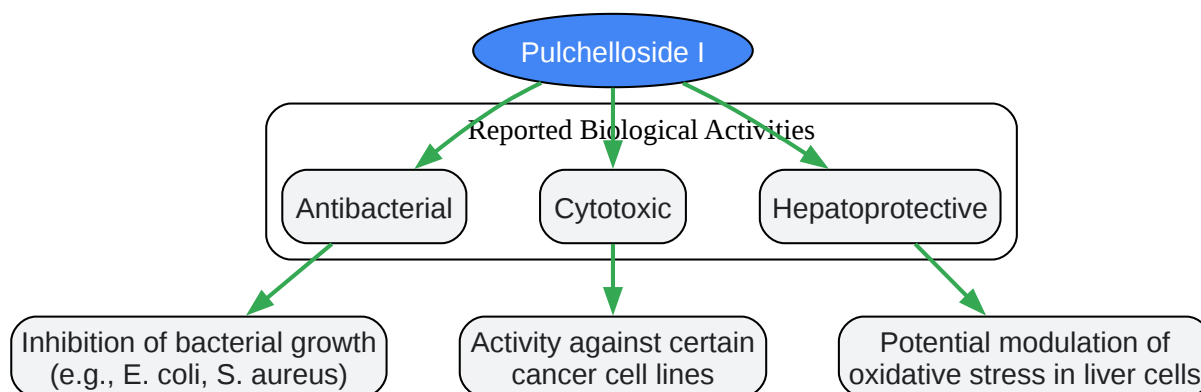 Pulchelloside I
Reported Biological Activities
Antibacterial
Cytotoxic
Hepatoprotective
Inhibition of bacterial growth
(e.g., E. coli, S. aureus)
Activity against certain
cancer cell lines
Potential modulation of
oxidative stress in liver cells